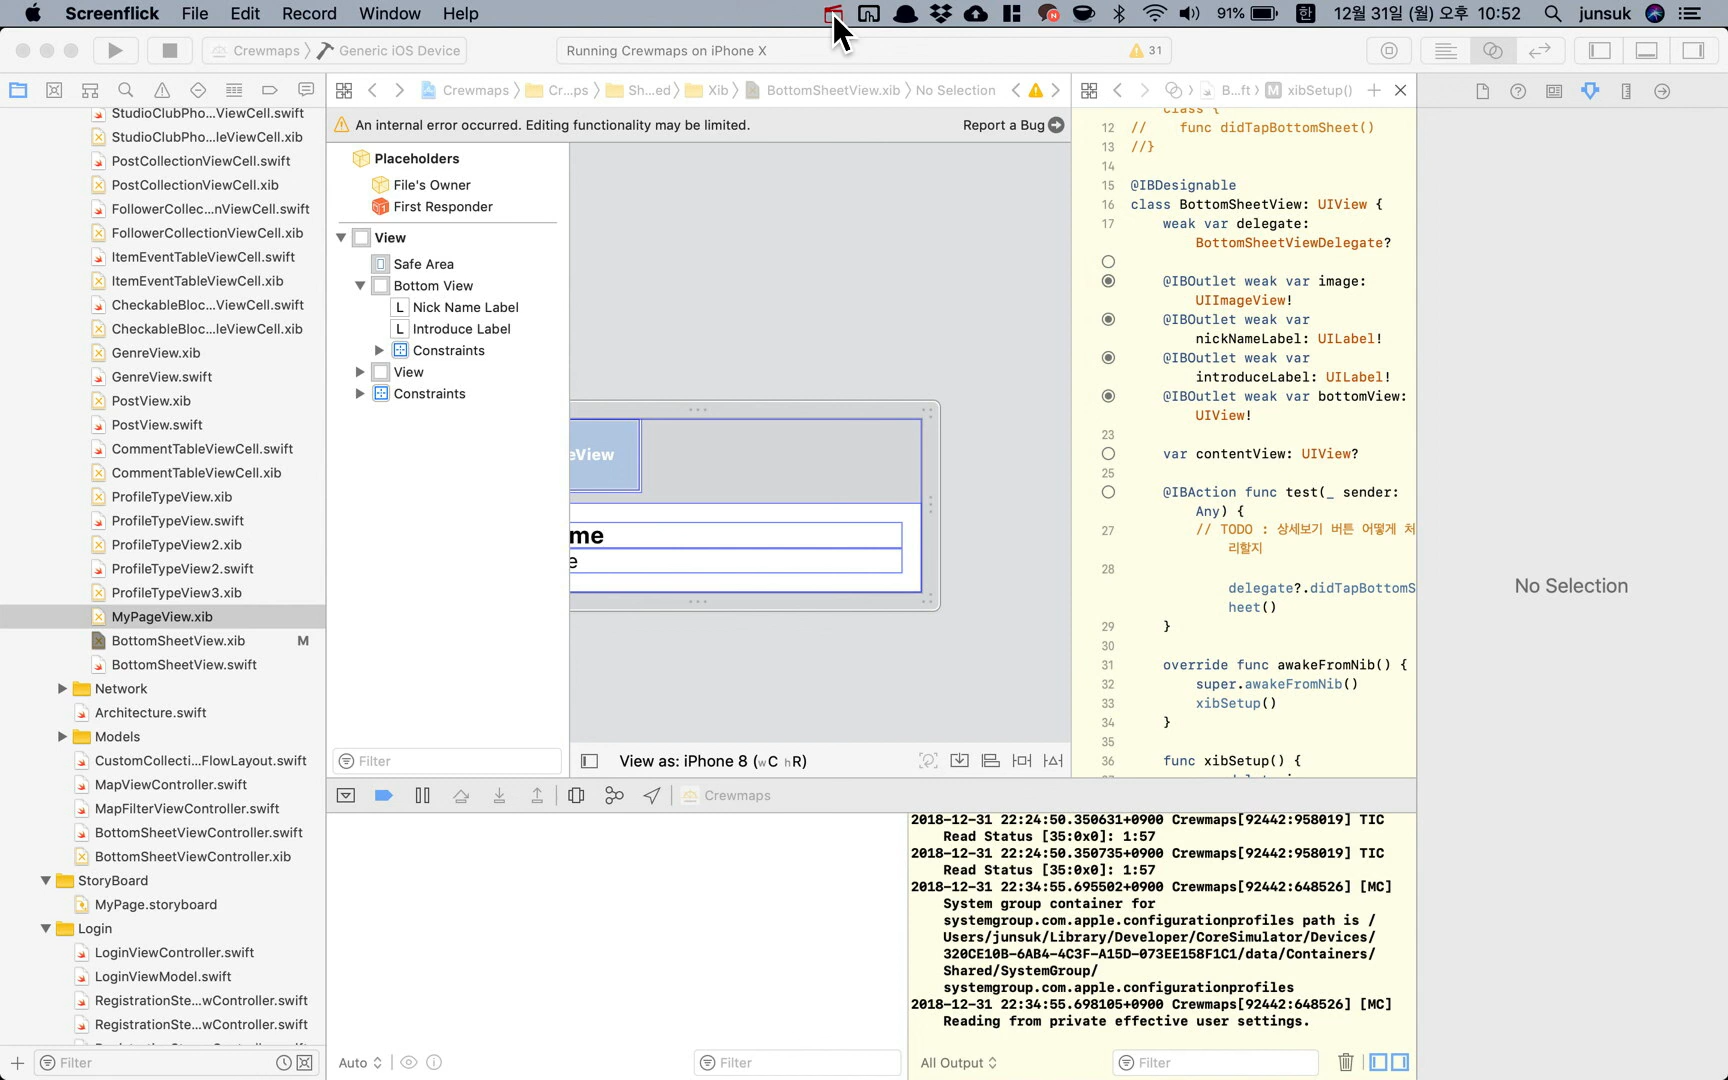 Screenflick File Edit Record Window Help 91% 한 12월 31일 (월) 오후 10:52 junsuk
Crewmaps Generic iOS Device Running Crewmaps on iPhone X 31
Crewmaps Cr...ps Sh...ed Xib BottomSheetView.xib No Selection B...ft M xibSetup()
An internal error occurred. Editing functionality may be limited. Report a Bug
StudioClubPho...ViewCell.swift
StudioClubPho...leViewCell.xib
PostCollectionViewCell.swift
PostCollectionViewCell.xib
FollowerCollec...nViewCell.swift
FollowerCollectionViewCell.xib
ItemEventTableViewCell.swift
ItemEventTableViewCell.xib
CheckableBloc...ViewCell.swift
CheckableBloc...leViewCell.xib
GenreView.xib
GenreView.swift
PostView.xib
PostView.swift
CommentTableViewCell.swift
CommentTableViewCell.xib
ProfileTypeView.xib
ProfileTypeView.swift
ProfileTypeView2.xib
ProfileTypeView2.swift
ProfileTypeView3.xib
MyPageView.xib
BottomSheetView.xib M
BottomSheetView.swift
Network
Architecture.swift
Models
CustomCollecti...FlowLayout.swift
MapViewController.swift
MapFilterViewController.swift
BottomSheetViewController.swift
BottomSheetViewController.xib
StoryBoard
MyPage.storyboard
Login
LoginViewController.swift
LoginViewModel.swift
RegistrationSte...wController.swift
RegistrationSte...wController.swift
Filter
Placeholders
File's Owner
First Responder
View
Safe Area
Bottom View
L Nick Name Label
L Introduce Label
Constraints
View
Constraints
Filter
eView
me
e
View as: iPhone 8 (wC hR)
class {
12 // func didTapBottomSheet()
13 //}
14
15 @IBDesignable
16 class BottomSheetView: UIView {
17 weak var delegate:
BottomSheetViewDelegate?
@IBOutlet weak var image:
UIImageView!
@IBOutlet weak var
nickNameLabel: UILabel!
@IBOutlet weak var
introduceLabel: UILabel!
@IBOutlet weak var bottomView:
UIView!
23
var contentView: UIView?
25
@IBAction func test(_ sender:
Any) {
27 // TODO : 상세보기 버튼 어떻게 처
리할지
28
delegate?.didTapBottomS
heet()
29 }
30
31 override func awakeFromNib() {
32 super.awakeFromNib()
33 xibSetup()
34 }
35
36 func xibSetup() {
No Selection
Crewmaps
2018-12-31 22:24:50.350631+0900 Crewmaps[92442:958019] TIC
Read Status [35:0x0]: 1:57
2018-12-31 22:24:50.350735+0900 Crewmaps[92442:958019] TIC
Read Status [35:0x0]: 1:57
2018-12-31 22:34:55.695502+0900 Crewmaps[92442:648526] [MC]
System group container for
systemgroup.com.apple.configurationprofiles path is /
Users/junsuk/Library/Developer/CoreSimulator/Devices/
320CE10B-6AB4-4C3F-A15D-073EE158F1C1/data/Containers/
Shared/SystemGroup/
systemgroup.com.apple.configurationprofiles
2018-12-31 22:34:55.698105+0900 Crewmaps[92442:648526] [MC]
Reading from private effective user settings.
Auto Filter All Output Filter